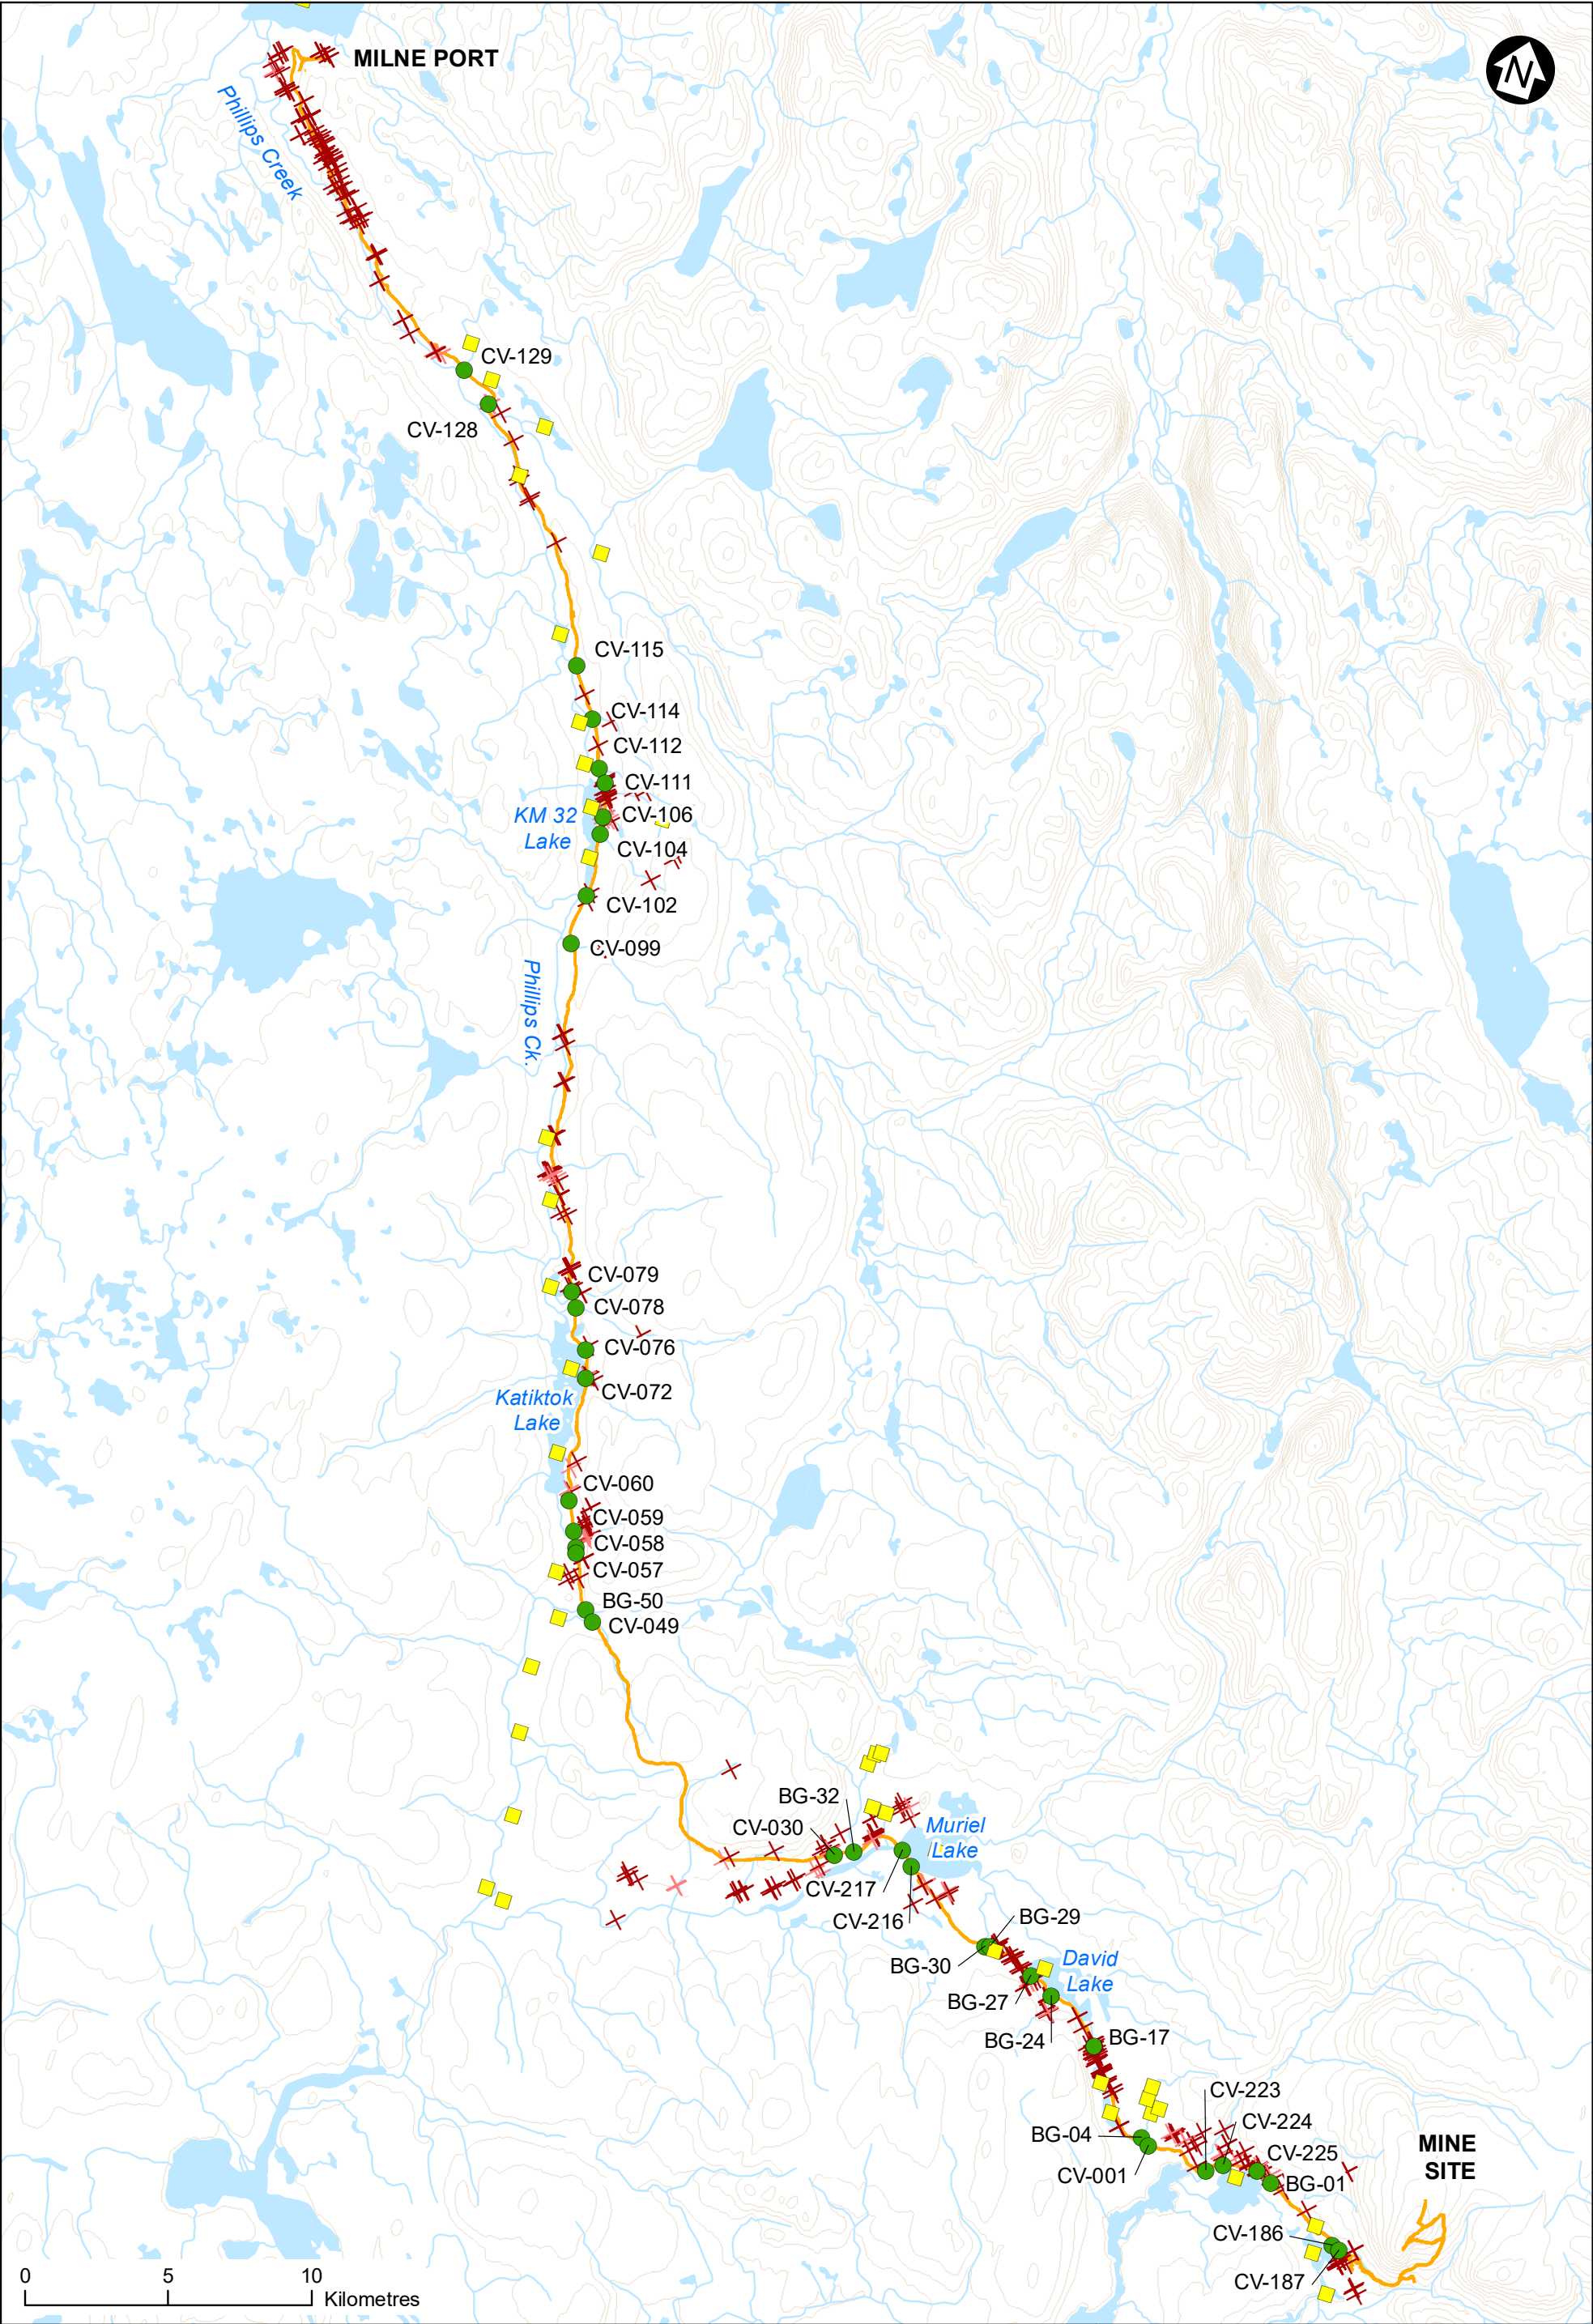 MILNE PORT
N
Phillips Creek
CV-129
CV-128
CV-115
CV-114
CV-112
CV-111
KM 32
Lake
CV-106
CV-104
CV-102
CV-099
Phillips Ck.
CV-079
CV-078
CV-076
CV-072
Katiktok
Lake
CV-060
CV-059
CV-058
CV-057
BG-50
CV-049
BG-32
CV-030
Muriel
Lake
CV-217
CV-216
BG-29
BG-30
David
Lake
BG-27
BG-24
BG-17
CV-223
CV-224
BG-04
CV-225
CV-001
BG-01
MINE
SITE
CV-186
CV-187
0 5 10
Kilometres